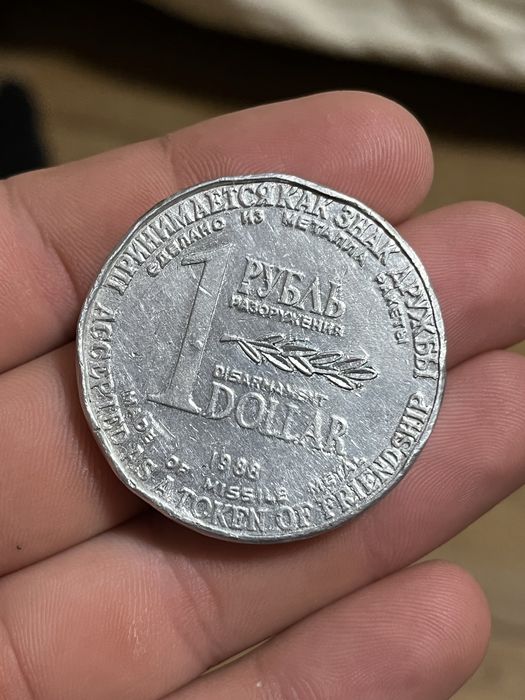 ПРИНИМАЕТСЯ КАК ЗНАК ДРУЖБЫ
СДЕЛАНО ИЗ МЕТАЛЛА РАКЕТЫ
1 РУБЛЬ
РАЗОРУЖЕНИЯ
DISARMAMENT
DOLLAR
1988
MADE OF MISSILE METAL
ACCEPTED AS A TOKEN OF FRIENDSHIP